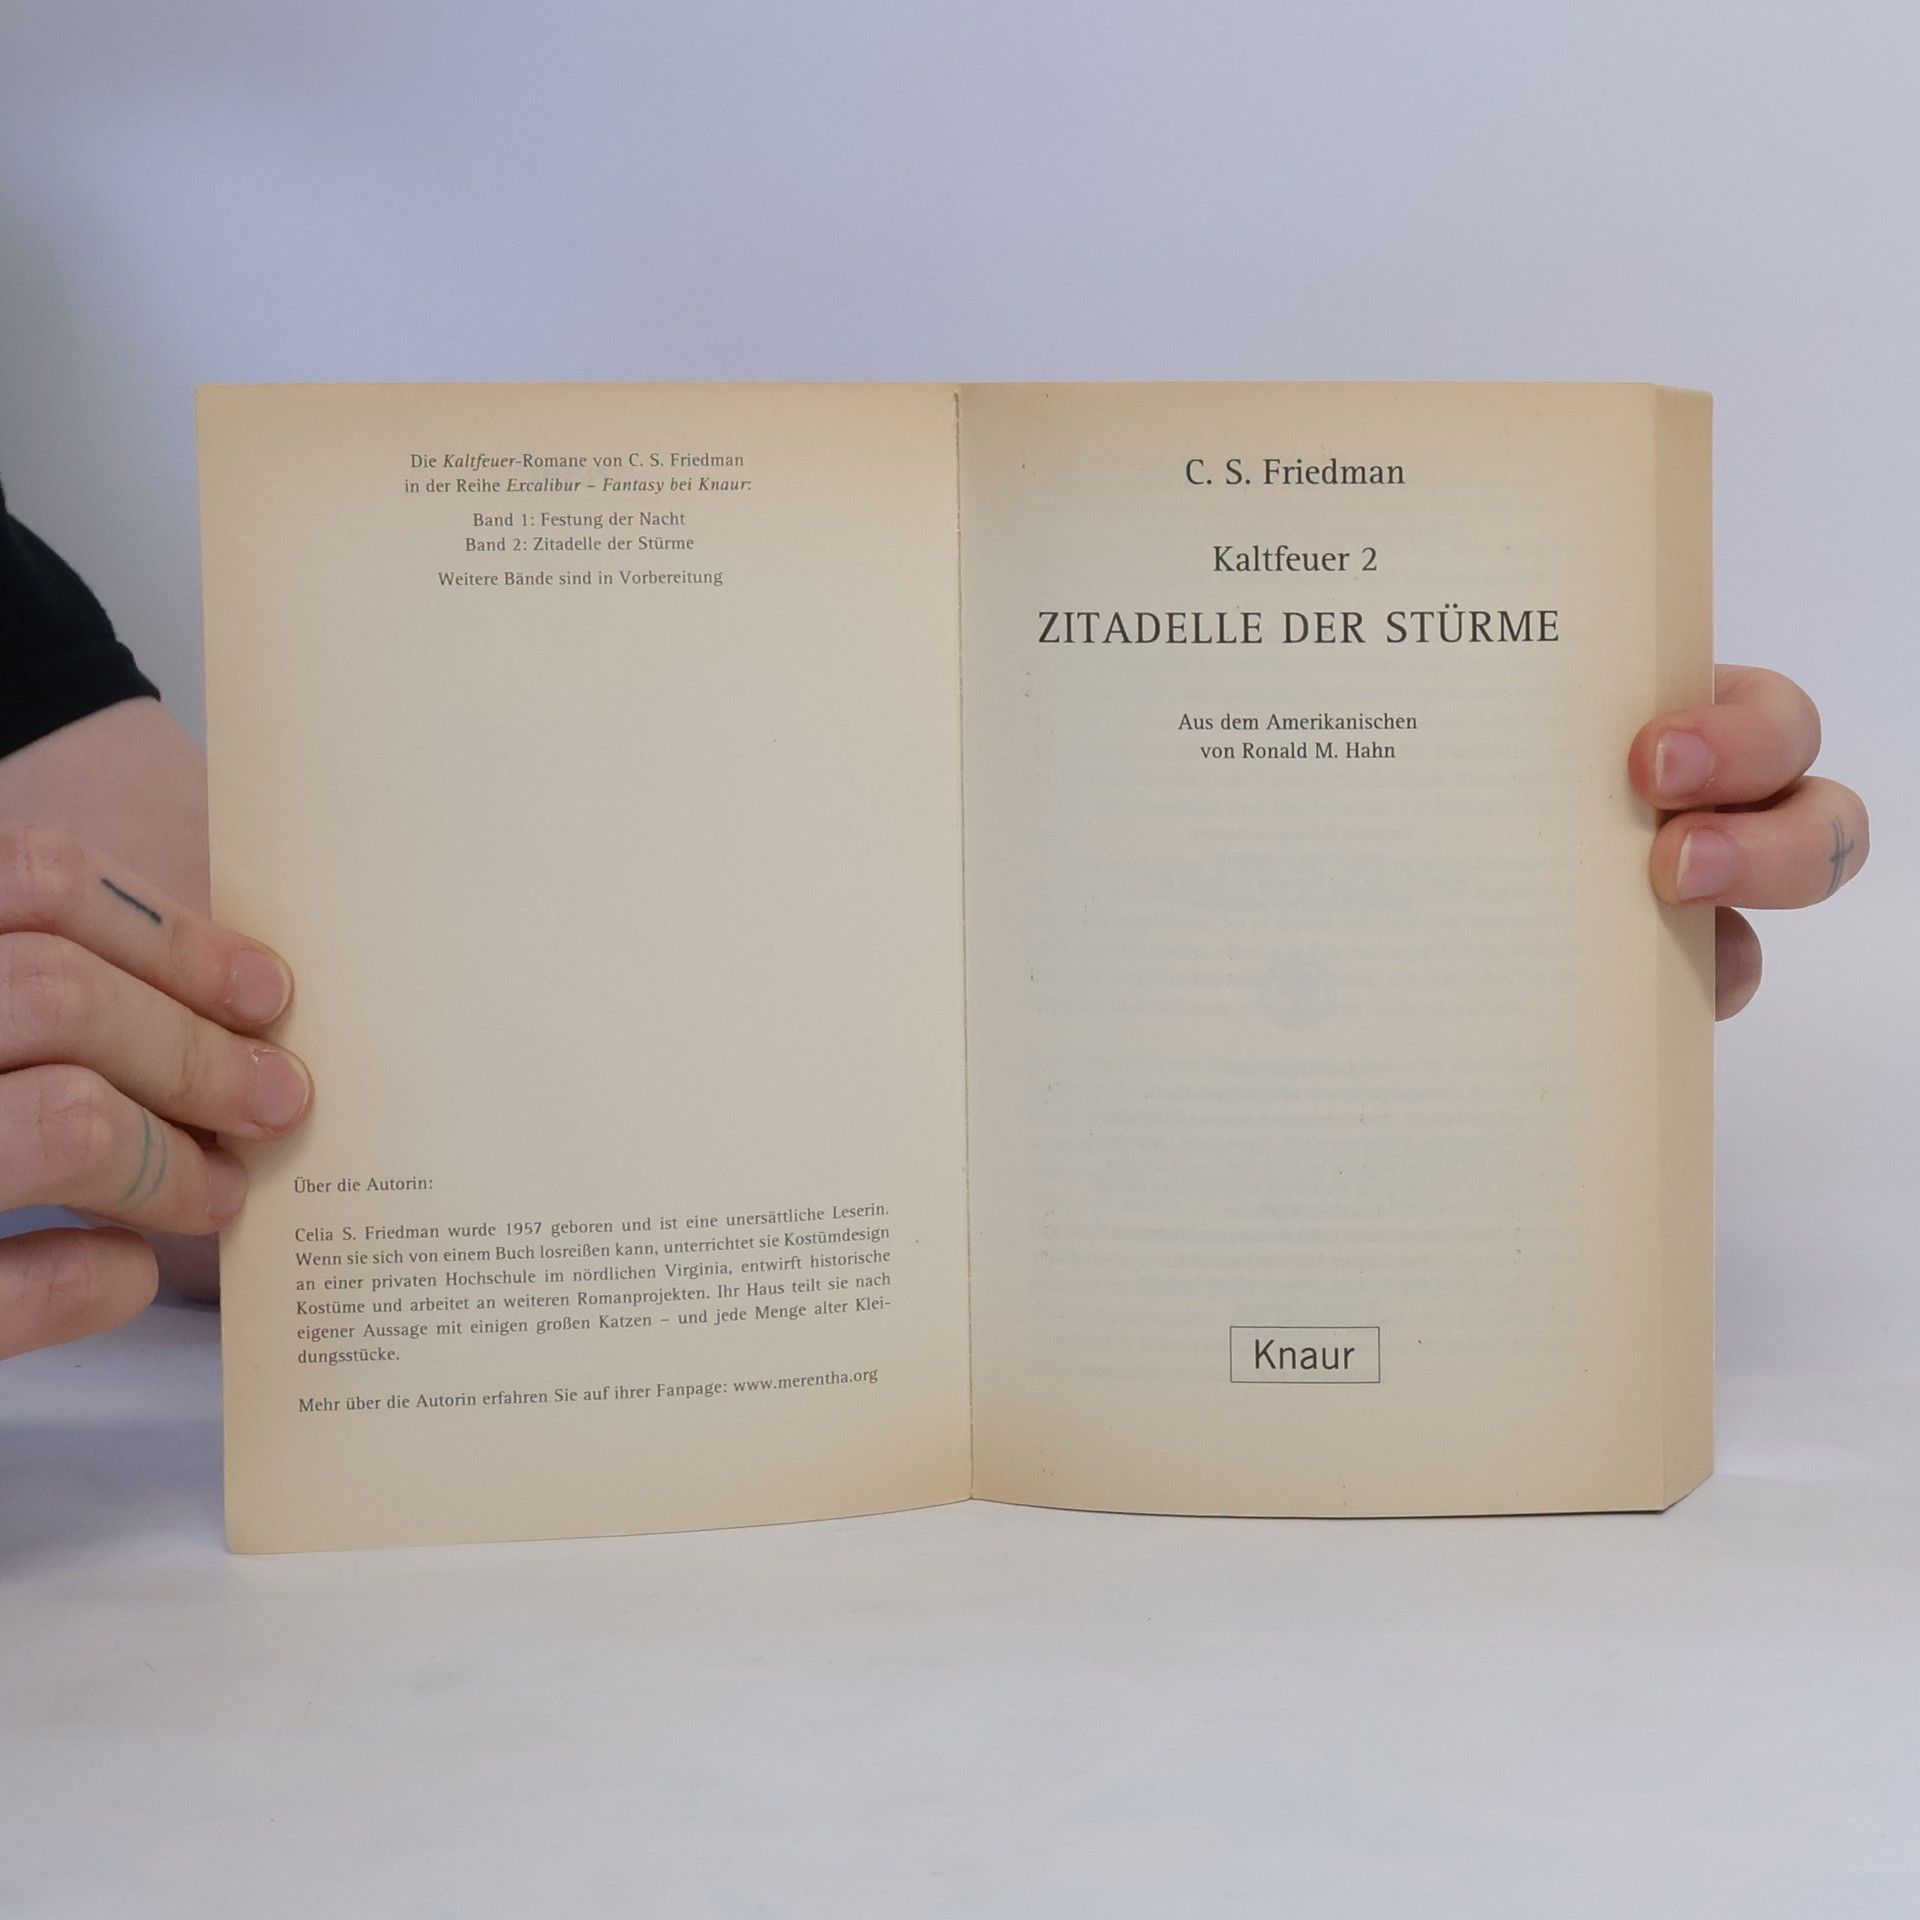 Die Kaltfeuer-Romane von C. S. Friedman
in der Reihe Excalibur – Fantasy bei Knaur:
Band 1: Festung der Nacht
Band 2: Zitadelle der Stürme
Weitere Bände sind in Vorbereitung
Über die Autorin:
Celia S. Friedman wurde 1957 geboren und ist eine unersättliche Leserin.
Wenn sie sich von einem Buch losreißen kann, unterrichtet sie Kostümdesign
an einer privaten Hochschule im nördlichen Virginia, entwirft historische
Kostüme und arbeitet an weiteren Romanprojekten. Ihr Haus teilt sie nach
eigener Aussage mit einigen großen Katzen – und jede Menge alter Klei-
dungsstücke.
Mehr über die Autorin erfahren Sie auf ihrer Fanpage: www.merentha.org
C. S. Friedman
Kaltfeuer 2
ZITADELLE DER STÜRME
Aus dem Amerikanischen
von Ronald M. Hahn
Knaur